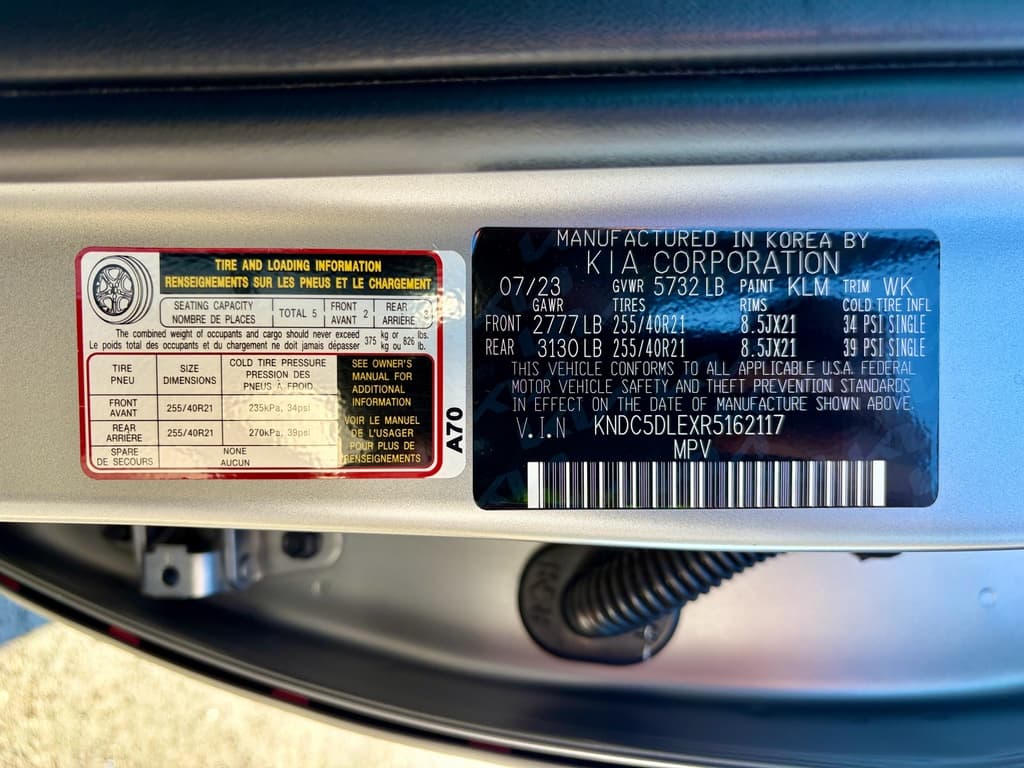 TIRE AND LOADING INFORMATION
RENSEIGNEMENTS SUR LES PNEUS ET LE CHARGEMENT
SEATING CAPACITY
NOMBRE DE PLACES
TOTAL 5
FRONT
AVANT 2
REAR
ARRIÈRE 3
The combined weight of occupants and cargo should never exceed 375 kg or 826 lbs.
Le poids total des occupants et du chargement ne doit jamais dépasser 375 kg ou 826 lb.
TIRE
PNEU
SIZE
DIMENSIONS
COLD TIRE PRESSURE
PRESSION DES
PNEUS À FROID
FRONT
AVANT
255/40R21
235kPa, 34psi
REAR
ARRIÈRE
255/40R21
270kPa, 39psi
SPARE
DE SECOURS
NONE
AUCUN
SEE OWNER'S
MANUAL FOR
ADDITIONAL
INFORMATION
VOIR LE MANUEL
DE L'USAGER
POUR PLUS DE
RENSEIGNEMENTS
A70
MANUFACTURED IN KOREA BY
KIA CORPORATION
07/23 GVWR 5732 LB PAINT KLM TRIM WK
GAWR TIRES RIMS COLD TIRE INFL
FRONT 2777 LB 255/40R21 8.5JX21 34 PSI SINGLE
REAR 3130 LB 255/40R21 8.5JX21 39 PSI SINGLE
THIS VEHICLE CONFORMS TO ALL APPLICABLE U.S.A. FEDERAL
MOTOR VEHICLE SAFETY AND THEFT PREVENTION STANDARDS
IN EFFECT ON THE DATE OF MANUFACTURE SHOWN ABOVE.
V.I.N KNDC5DLEXR5162117
MPV